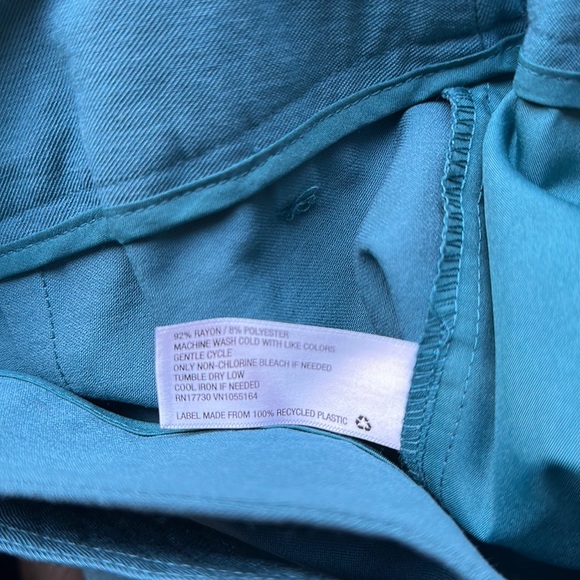 92% RAYON / 8% POLYESTER
MACHINE WASH COLD WITH LIKE COLORS
GENTLE CYCLE
ONLY NON-CHLORINE BLEACH IF NEEDED
TUMBLE DRY LOW
COOL IRON IF NEEDED
RN17730 VN1055164
LABEL MADE FROM 100% RECYCLED PLASTIC